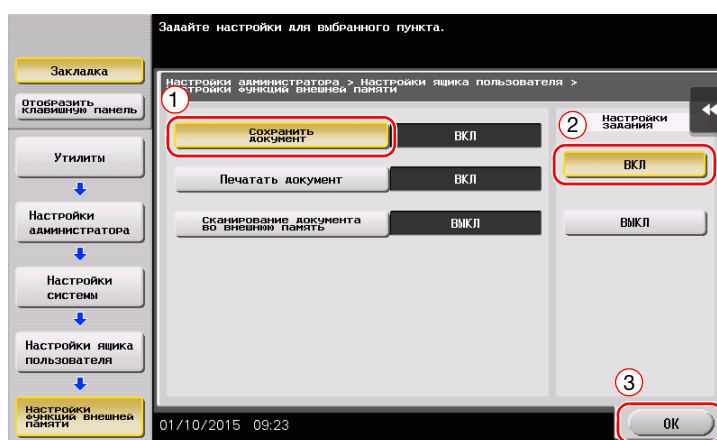 Задайте настройки для выбранного пункта.
Закладка
Отобразить
клавишную панель
Утилиты
Настройки
администратора
Настройки
системы
Настройки ящика
пользователя
Настройки
функций внешней
памяти
Настройки администратора > Настройки ящика пользователя >
Настройки функций внешней памяти
1
Сохранить
документ
ВКЛ
Печатать документ
ВКЛ
Сканирование документа
во внешнюю память
ВЫКЛ
2
Настройки
задания
ВКЛ
ВЫКЛ
3
01/10/2015 09:23
OK